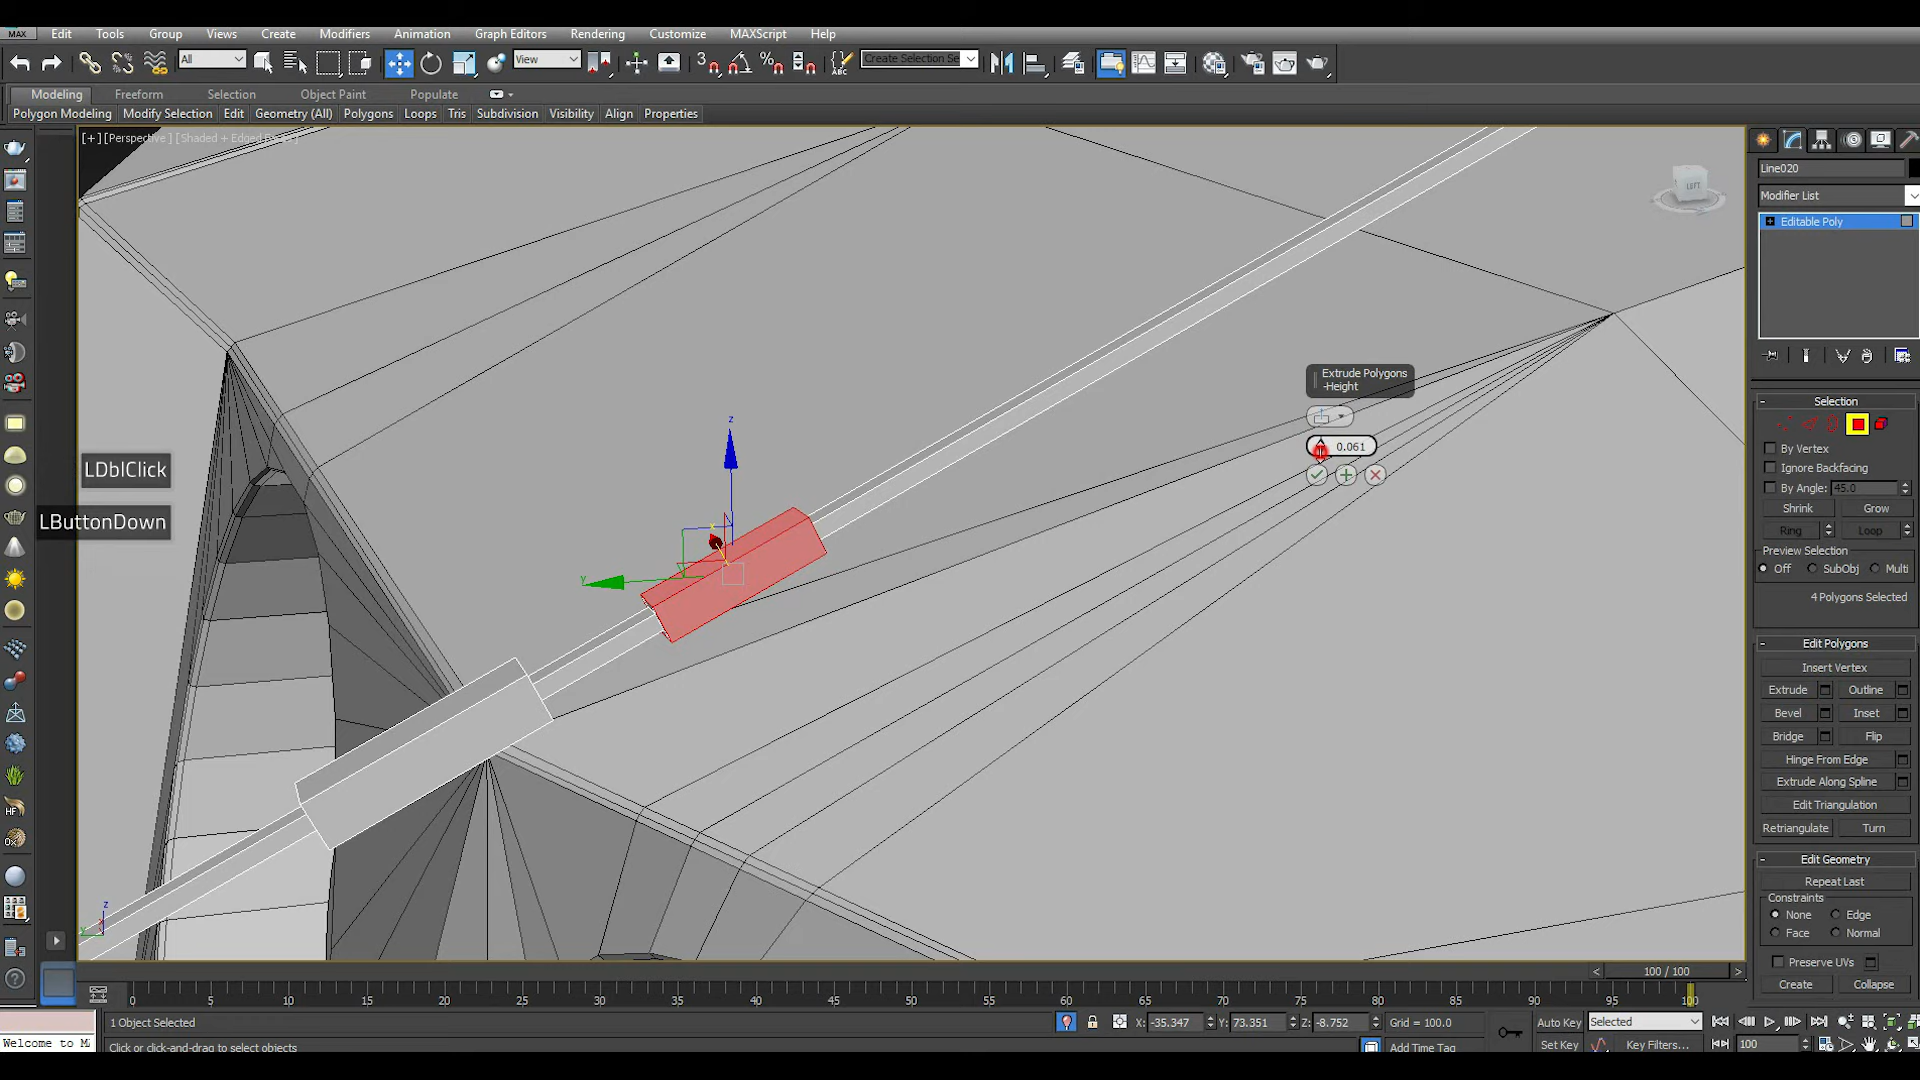 MAX Edit Tools Group Views Create Modifiers Animation Graph Editors Rendering Customize MAXScript Help
All View Create Selection Se
Modeling Freeform Selection Object Paint Populate
Polygon Modeling Modify Selection Edit Geometry (All) Polygons Loops Tris Subdivision Visibility Align Properties
[+] [Perspective] [Shaded + Edged Faces]
LEFT
Line020
Modifier List
Editable Poly
Extrude Polygons
-Height
0.061
LDblClick
LButtonDown
z
y
x
Selection
By Vertex
Ignore Backfacing
By Angle: 45.0
Shrink Grow
Ring Loop
Preview Selection
Off SubObj Multi
4 Polygons Selected
Edit Polygons
Insert Vertex
Extrude Outline
Bevel Inset
Bridge Flip
Hinge From Edge
Extrude Along Spline
Edit Triangulation
Retriangulate Turn
Edit Geometry
Repeat Last
Constraints
None Edge
Face Normal
Preserve UVs
Create Collapse
HF
z
< 100 / 100 >
0 5 10 15 20 25 30 35 40 45 50 55 60 65 70 75 80 85 90 95 100
1 Object Selected X: -35.347 Y: 73.351 Z: -8.752 Grid = 100.0 Auto Key Selected
Welcome to Click or click-and-drag to select objects Add Time Tag Set Key Key Filters... 100